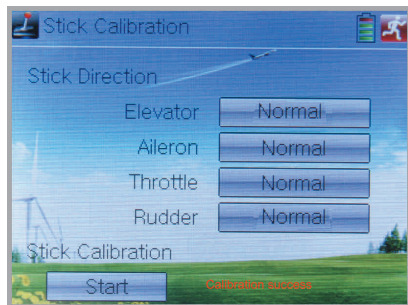 Stick Calibration
Stick Direction
Elevator Normal
Aileron Normal
Throttle Normal
Rudder Normal
Stick Calibration
Start Calibration success